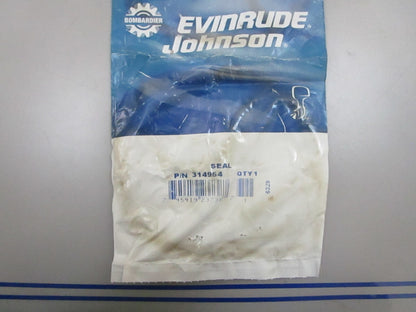 BOMBARDIER
EVINRUDE
Johnson
SEAL
P/N 314954 QTY 1